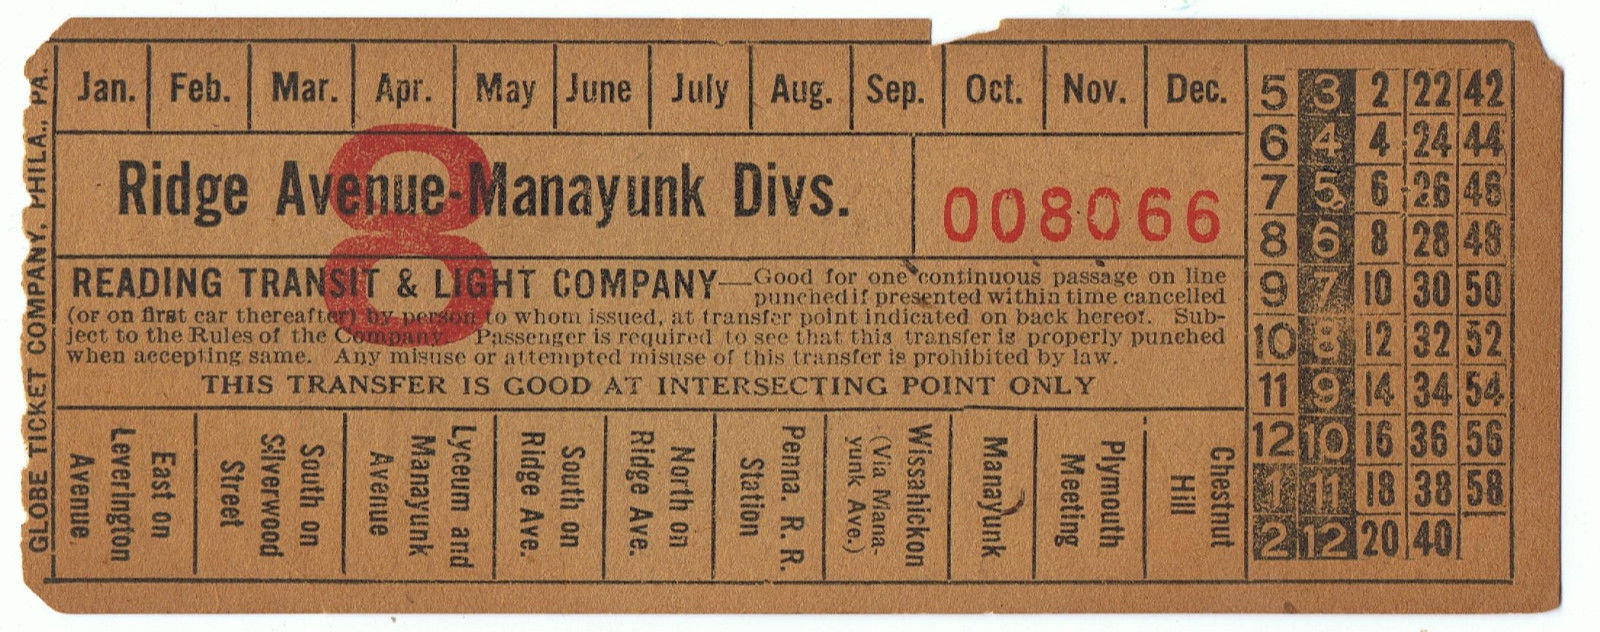 GLOBE TICKET COMPANY, PHILA., PA.
Jan. Feb. Mar. Apr. May June July Aug. Sep. Oct. Nov. Dec.
Ridge Avenue-Manayunk Divs.
8
008066
READING TRANSIT & LIGHT COMPANY—Good for one continuous passage on line
punched if presented within time cancelled
(or on first car thereafter) by person to whom issued, at transfer point indicated on back hereof. Sub-
ject to the Rules of the Company. Passenger is required to see that this transfer is properly punched
when accepting same. Any misuse or attempted misuse of this transfer is prohibited by law.
THIS TRANSFER IS GOOD AT INTERSECTING POINT ONLY
East on
Leverington
Avenue
South on
Silverwood
Street
Lyceum and
Manayunk
Avenue
South on
Ridge Ave.
North on
Ridge Ave.
Penna. R. R.
Station
Wissahickon
(Via Mana-
yunk Ave.)
Manayunk
Plymouth
Meeting
Chestnut
Hill
5 3 2 22 42
6 4 4 24 44
7 5 6 26 46
8 6 8 28 48
9 7 10 30 50
10 8 12 32 52
11 9 14 34 54
12 10 16 36 56
1 11 18 38 58
2 12 20 40